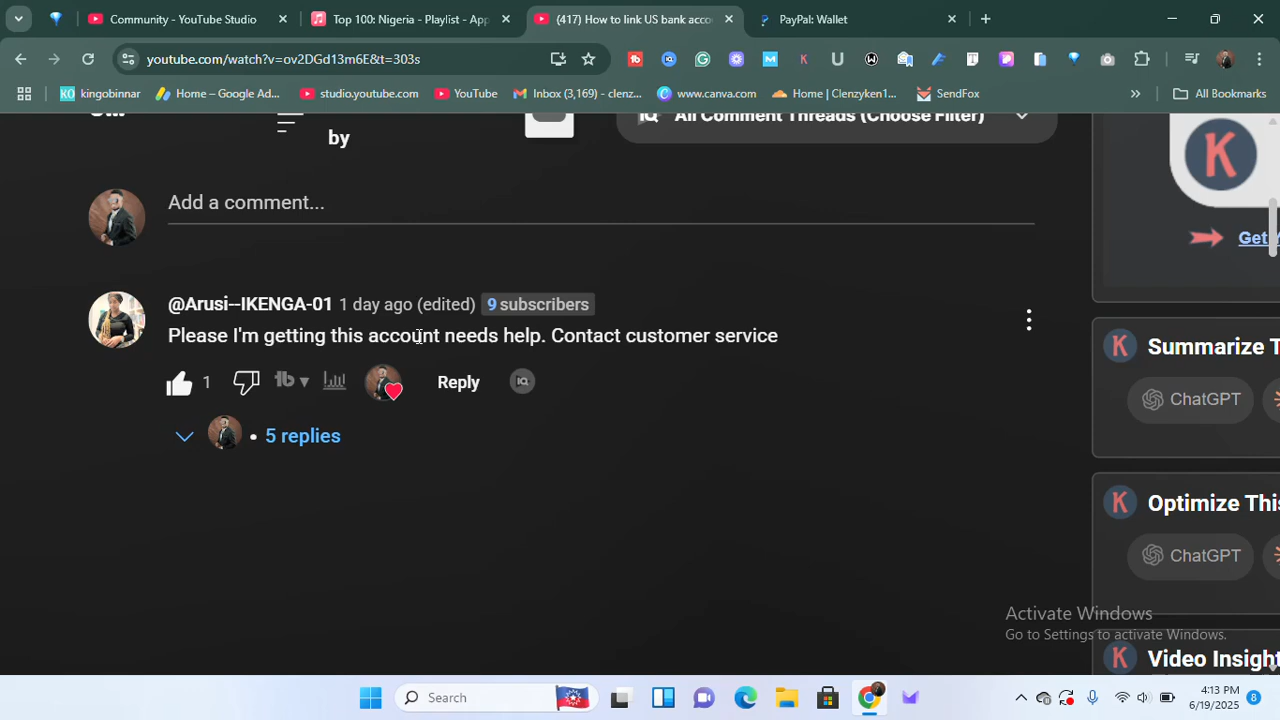 Community - YouTube Studio
Top 100: Nigeria - Playlist - App
(417) How to link US bank acco
PayPal: Wallet
youtube.com/watch?v=ov2DGd13m6E&t=303s
kingobinnar
Home – Google Ad...
studio.youtube.com
YouTube
Inbox (3,169) - clenz...
www.canva.com
Home | Clenzyken1...
SendFox
All Bookmarks
by
All Comment Threads (Choose Filter)
Add a comment...
@Arusi--IKENGA-01 1 day ago (edited) 9 subscribers
Please I'm getting this account needs help. Contact customer service
1
Reply
• 5 replies
K
Get
Summarize T
ChatGPT
Optimize This
ChatGPT
Video Insight
Activate Windows
Go to Settings to activate Windows.
Search
4:13 PM
6/19/2025
8